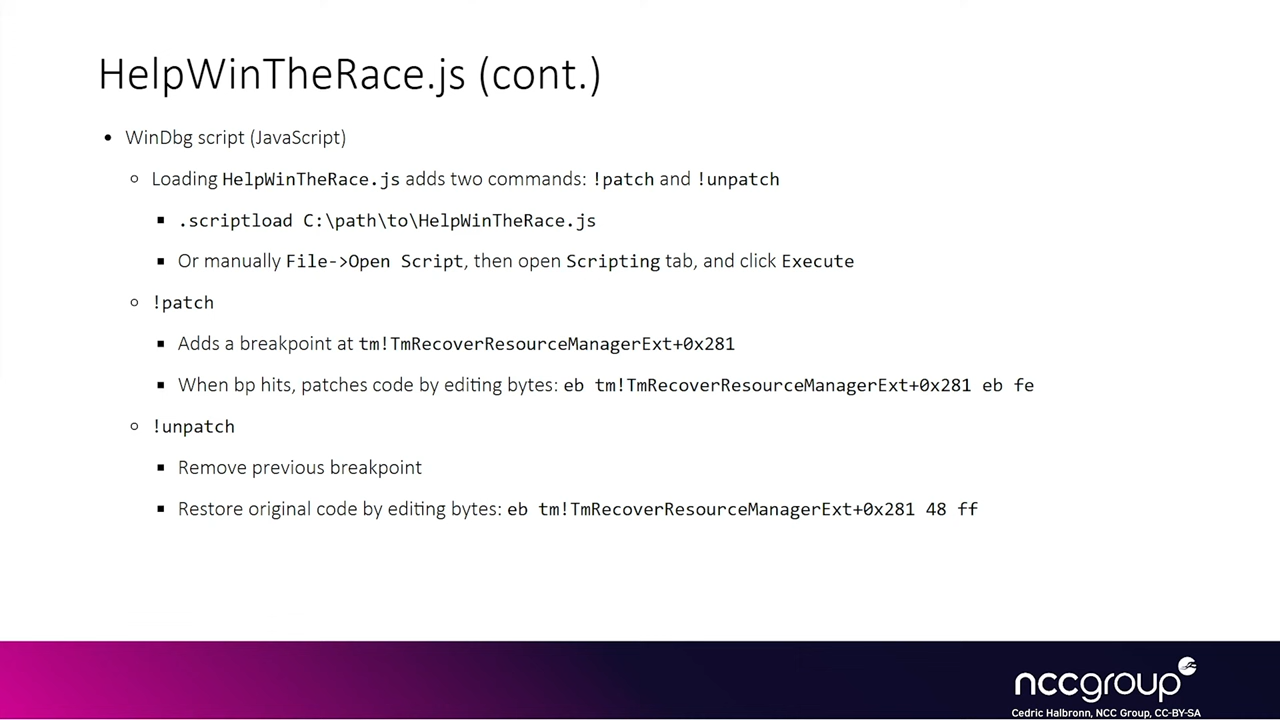 HelpWinTheRace.js (cont.)
• WinDbg script (JavaScript)
○ Loading HelpWinTheRace.js adds two commands: !patch and !unpatch
▪ .scriptload C:\path\to\HelpWinTheRace.js
▪ Or manually File->Open Script, then open Scripting tab, and click Execute
○ !patch
▪ Adds a breakpoint at tm!TmRecoverResourceManagerExt+0x281
▪ When bp hits, patches code by editing bytes: eb tm!TmRecoverResourceManagerExt+0x281 eb fe
○ !unpatch
▪ Remove previous breakpoint
▪ Restore original code by editing bytes: eb tm!TmRecoverResourceManagerExt+0x281 48 ff
nccgroup
Cedric Halbronn, NCC Group, CC-BY-SA